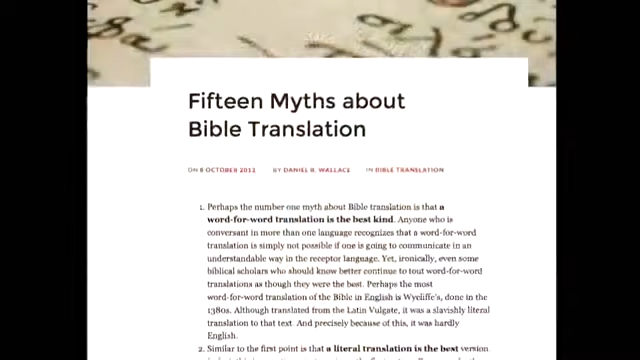 Fifteen Myths about
Bible Translation
ON 8 OCTOBER 2012 BY DANIEL B. WALLACE IN BIBLE TRANSLATION
1. Perhaps the number one myth about Bible translation is that a
word-for-word translation is the best kind. Anyone who is
conversant in more than one language recognizes that a word-for-word
translation is simply not possible if one is going to communicate in an
understandable way in the receptor language. Yet, ironically, even some
biblical scholars who should know better continue to tout word-for-word
translations as though they were the best. Perhaps the most
word-for-word translation of the Bible in English is Wycliffe's, done in the
1380s. Although translated from the Latin Vulgate, it was a slavishly literal
translation to that text. And precisely because of this, it was hardly
English.
2. Similar to the first point is that a literal translation is the best version